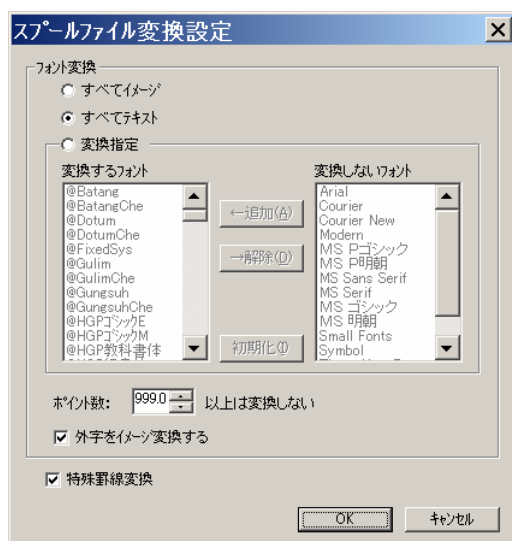 スプールファイル変換設定
フォント変換
すべてイメージ
すべてテキスト
変換指定
変換するフォント
@Batang
@BatangChe
@Dotum
@DotumChe
@FixedSys
@Gulim
@GulimChe
@Gungsuh
@GungsuhChe
@HGPゴシックE
@HGPゴシックM
@HGP教科書体
←追加(A)
→解除(D)
初期化(I)
変換しないフォント
Arial
Courier
Courier New
Modern
MS Pゴシック
MS P明朝
MS Sans Serif
MS Serif
MS ゴシック
MS 明朝
Small Fonts
Symbol
ポイント数: 999.0 以上は変換しない
外字をイメージ変換する
特殊罫線変換
OK キャンセル